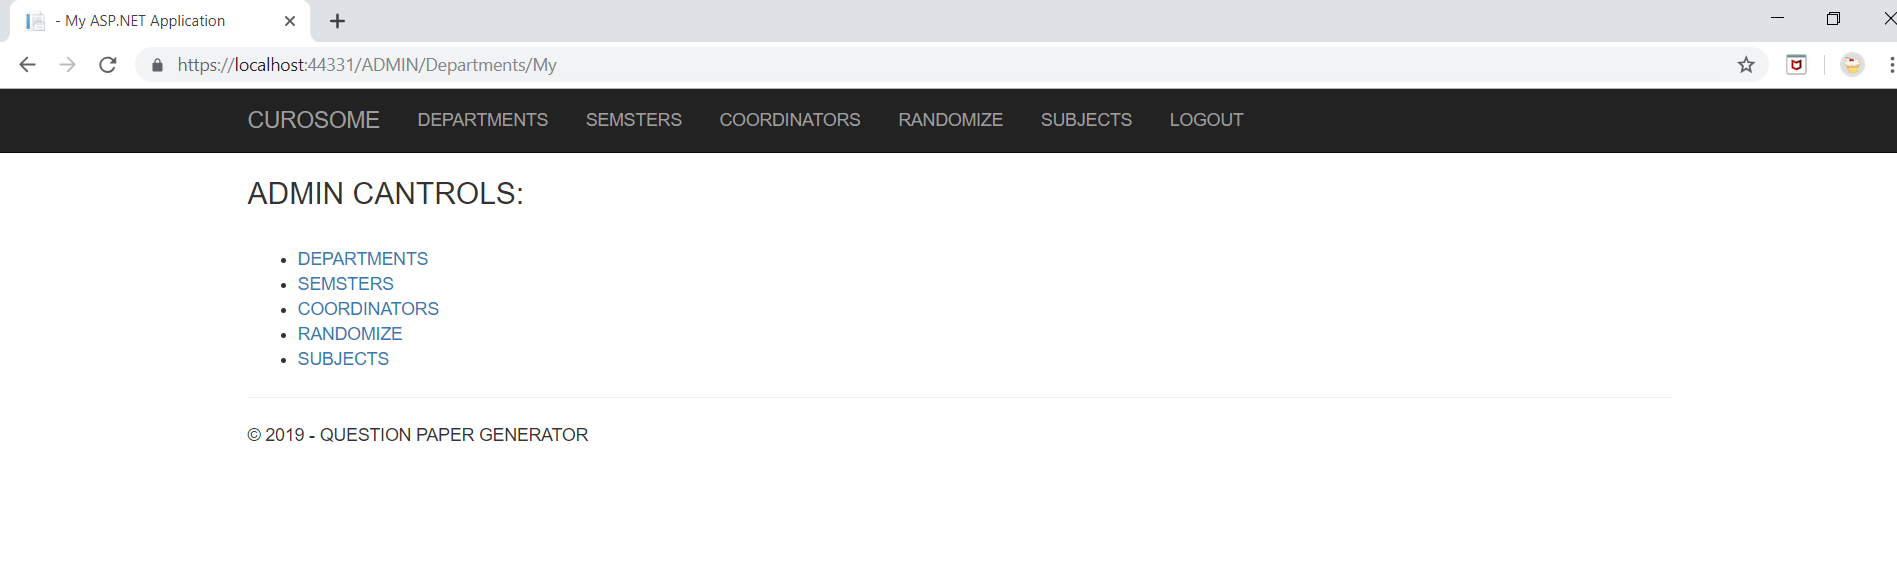 - My ASP.NET Application
https://localhost:44331/ADMIN/Departments/My
CUROSOME DEPARTMENTS SEMSTERS COORDINATORS RANDOMIZE SUBJECTS LOGOUT
ADMIN CANTROLS:
DEPARTMENTS
SEMSTERS
COORDINATORS
RANDOMIZE
SUBJECTS
© 2019 - QUESTION PAPER GENERATOR